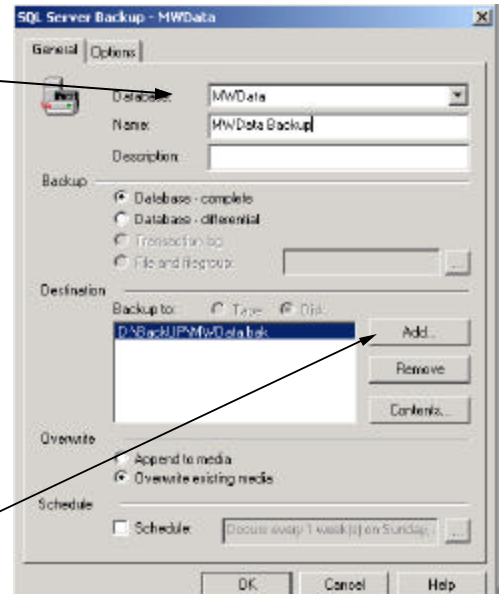 SQL Server Backup - MWData
General Options
Database: MWData
Name: MWData Backup
Description:
Backup
Database - complete
Database - differential
Transaction log
File and filegroup: ...
Destination
Backup to: Tape Disk
D:\BackUP\MWData.bak
Add...
Remove
Contents...
Overwrite
Append to media
Overwrite existing media
Schedule
Schedule: Occurs every 1 week(s) on Sunday, ...
OK Cancel Help